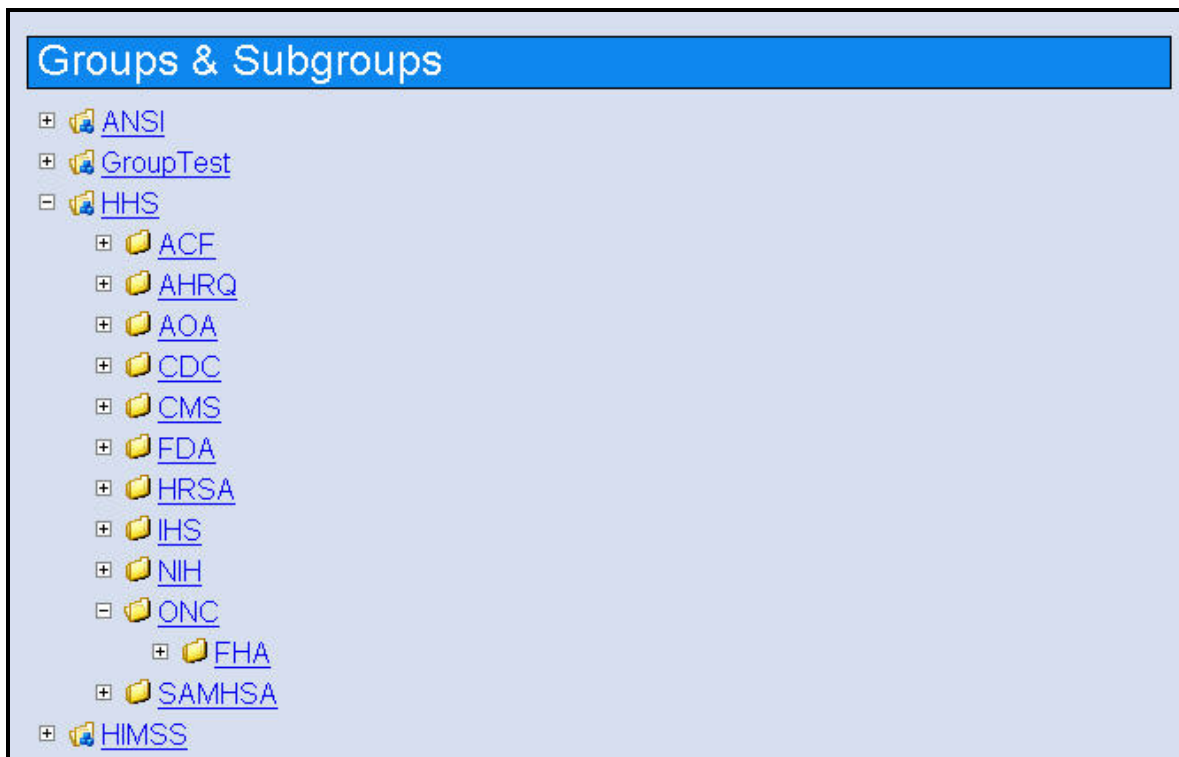 Groups & Subgroups
ANSI
GroupTest
HHS
ACF
AHRQ
AOA
CDC
CMS
FDA
HRSA
IHS
NIH
ONC
FHA
SAMHSA
HIMSS